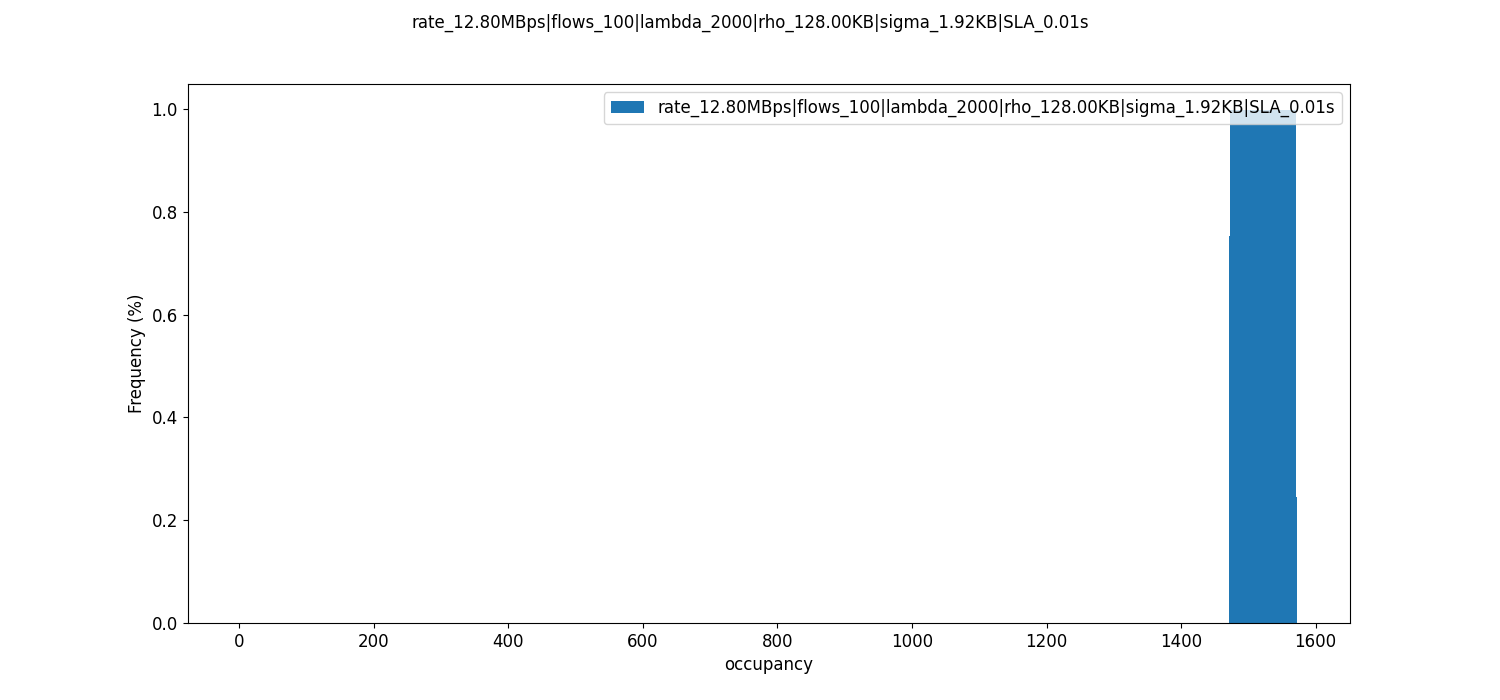 rate_12.80MBps|flows_100|lambda_2000|rho_128.00KB|sigma_1.92KB|SLA_0.01s
rate_12.80MBps|flows_100|lambda_2000|rho_128.00KB|sigma_1.92KB|SLA_0.01s
1.0
0.8
0.6
0.4
0.2
0.0
Frequency (%)
0 200 400 600 800 1000 1200 1400 1600
occupancy